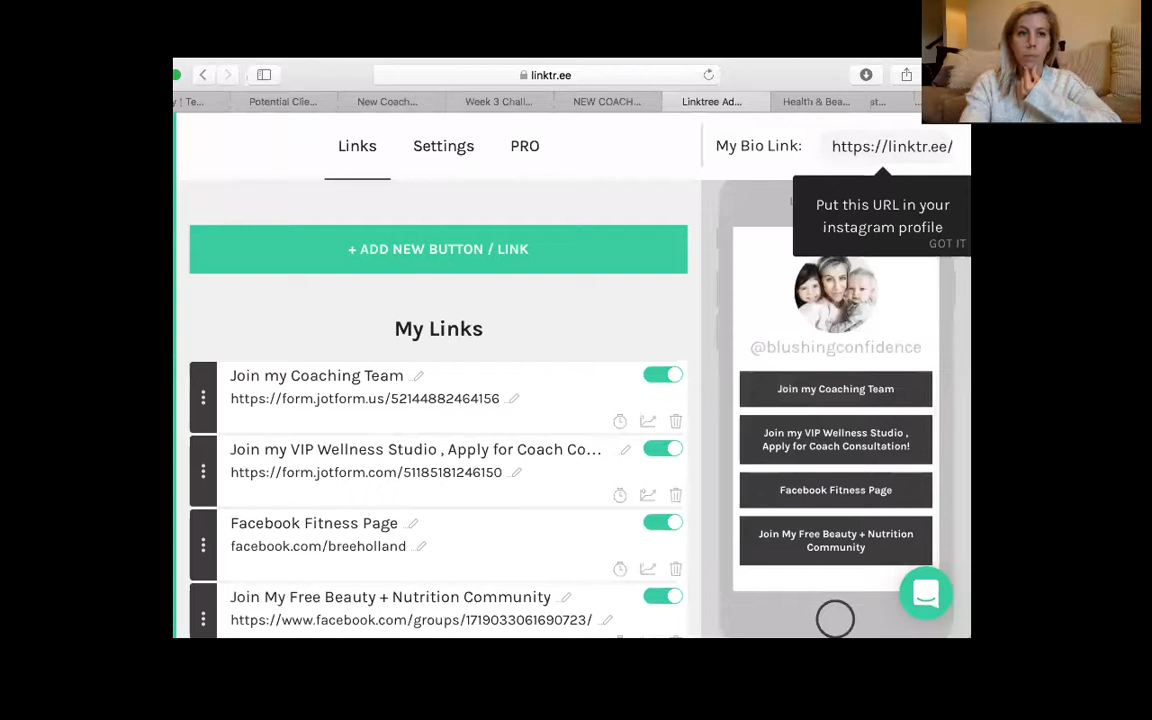 linktr.ee
Potential Clie...
New Coach...
Week 3 Chall...
NEW COACH...
Linktree Ad...
Health & Bea...
Links
Settings
PRO
My Bio Link:
https://linktr.ee/
Put this URL in your
instagram profile
GOT IT
+ ADD NEW BUTTON / LINK
My Links
Join my Coaching Team
https://form.jotform.us/52144882464156
Join my VIP Wellness Studio , Apply for Coach Co...
https://form.jotform.com/51185181246150
Facebook Fitness Page
facebook.com/breeholland
Join My Free Beauty + Nutrition Community
https://www.facebook.com/groups/1719033061690723/
@blushingconfidence
Join my Coaching Team
Join my VIP Wellness Studio ,
Apply for Coach Consultation!
Facebook Fitness Page
Join My Free Beauty + Nutrition
Community